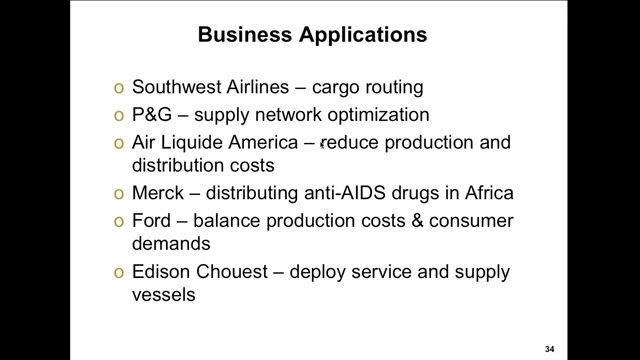 Business Applications
o Southwest Airlines – cargo routing
o P&G – supply network optimization
o Air Liquide America – reduce production and
distribution costs
o Merck – distributing anti-AIDS drugs in Africa
o Ford – balance production costs & consumer
demands
o Edison Chouest – deploy service and supply
vessels
34